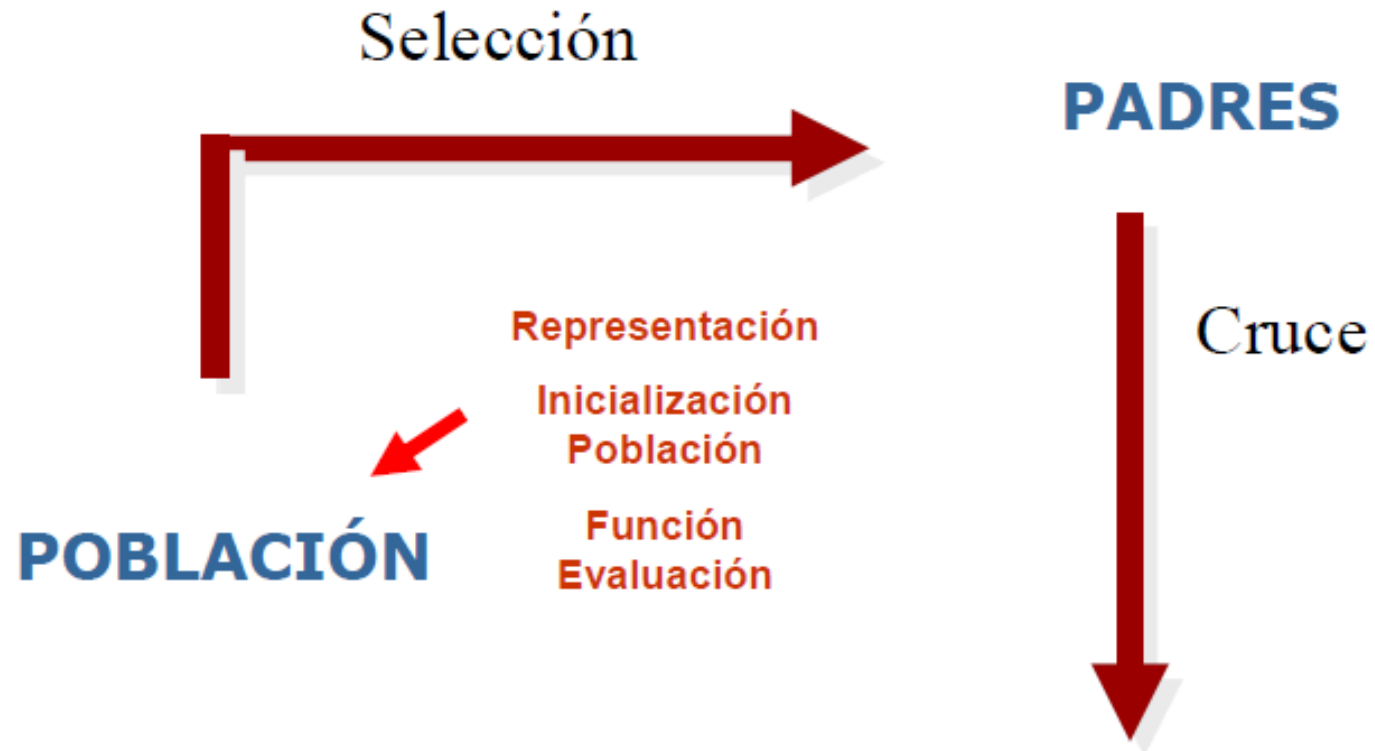 Selección
PADRES
Representación
Cruce
Inicialización
Población
Función
POBLACIÓN
Evaluación